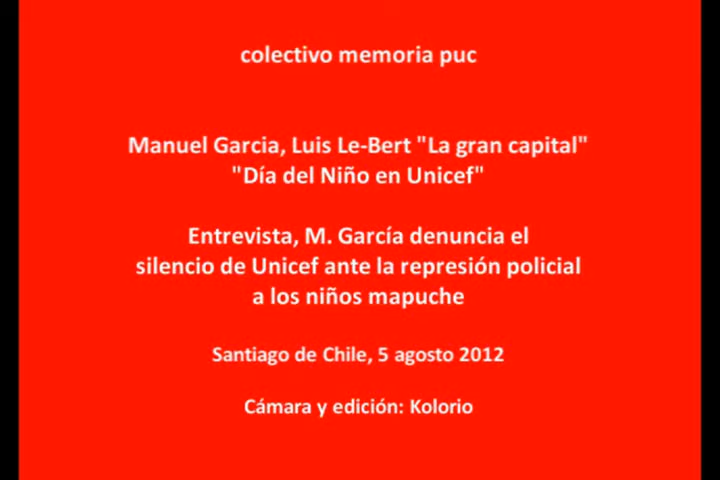 colectivo memoria puc
Manuel Garcia, Luis Le-Bert "La gran capital"
"Día del Niño en Unicef"
Entrevista, M. García denuncia el
silencio de Unicef ante la represión policial
a los niños mapuche
Santiago de Chile, 5 agosto 2012
Cámara y edición: Kolorio